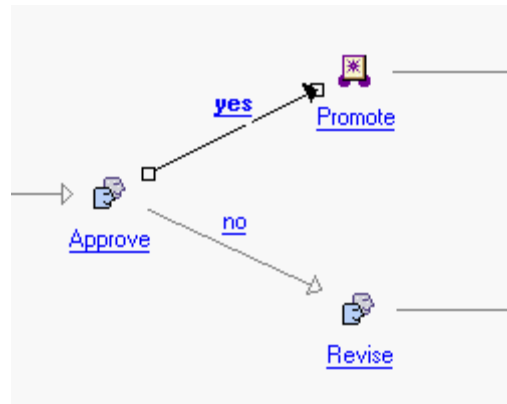 yes
Promote
Approve
no
Revise